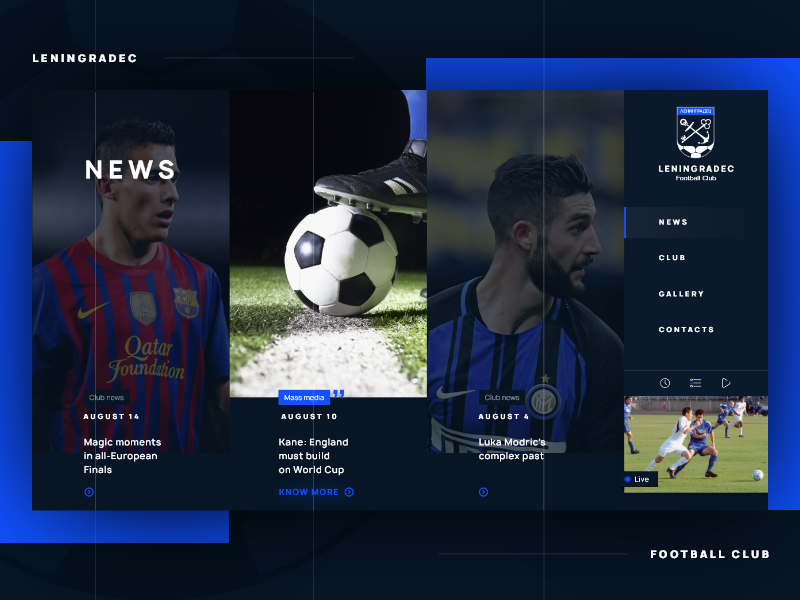 LENINGRADEC
NEWS
Qatar
Foundation
Club news
AUGUST 14
Magic moments
in all-European
Finals
Mass media
AUGUST 10
Kane: England
must build
on World Cup
KNOW MORE
Club news
AUGUST 4
Luka Modric's
complex past
ЛЕНИНГРАДЕЦ
LENINGRADEC
Football Club
NEWS
CLUB
GALLERY
CONTACTS
Live
FOOTBALL CLUB